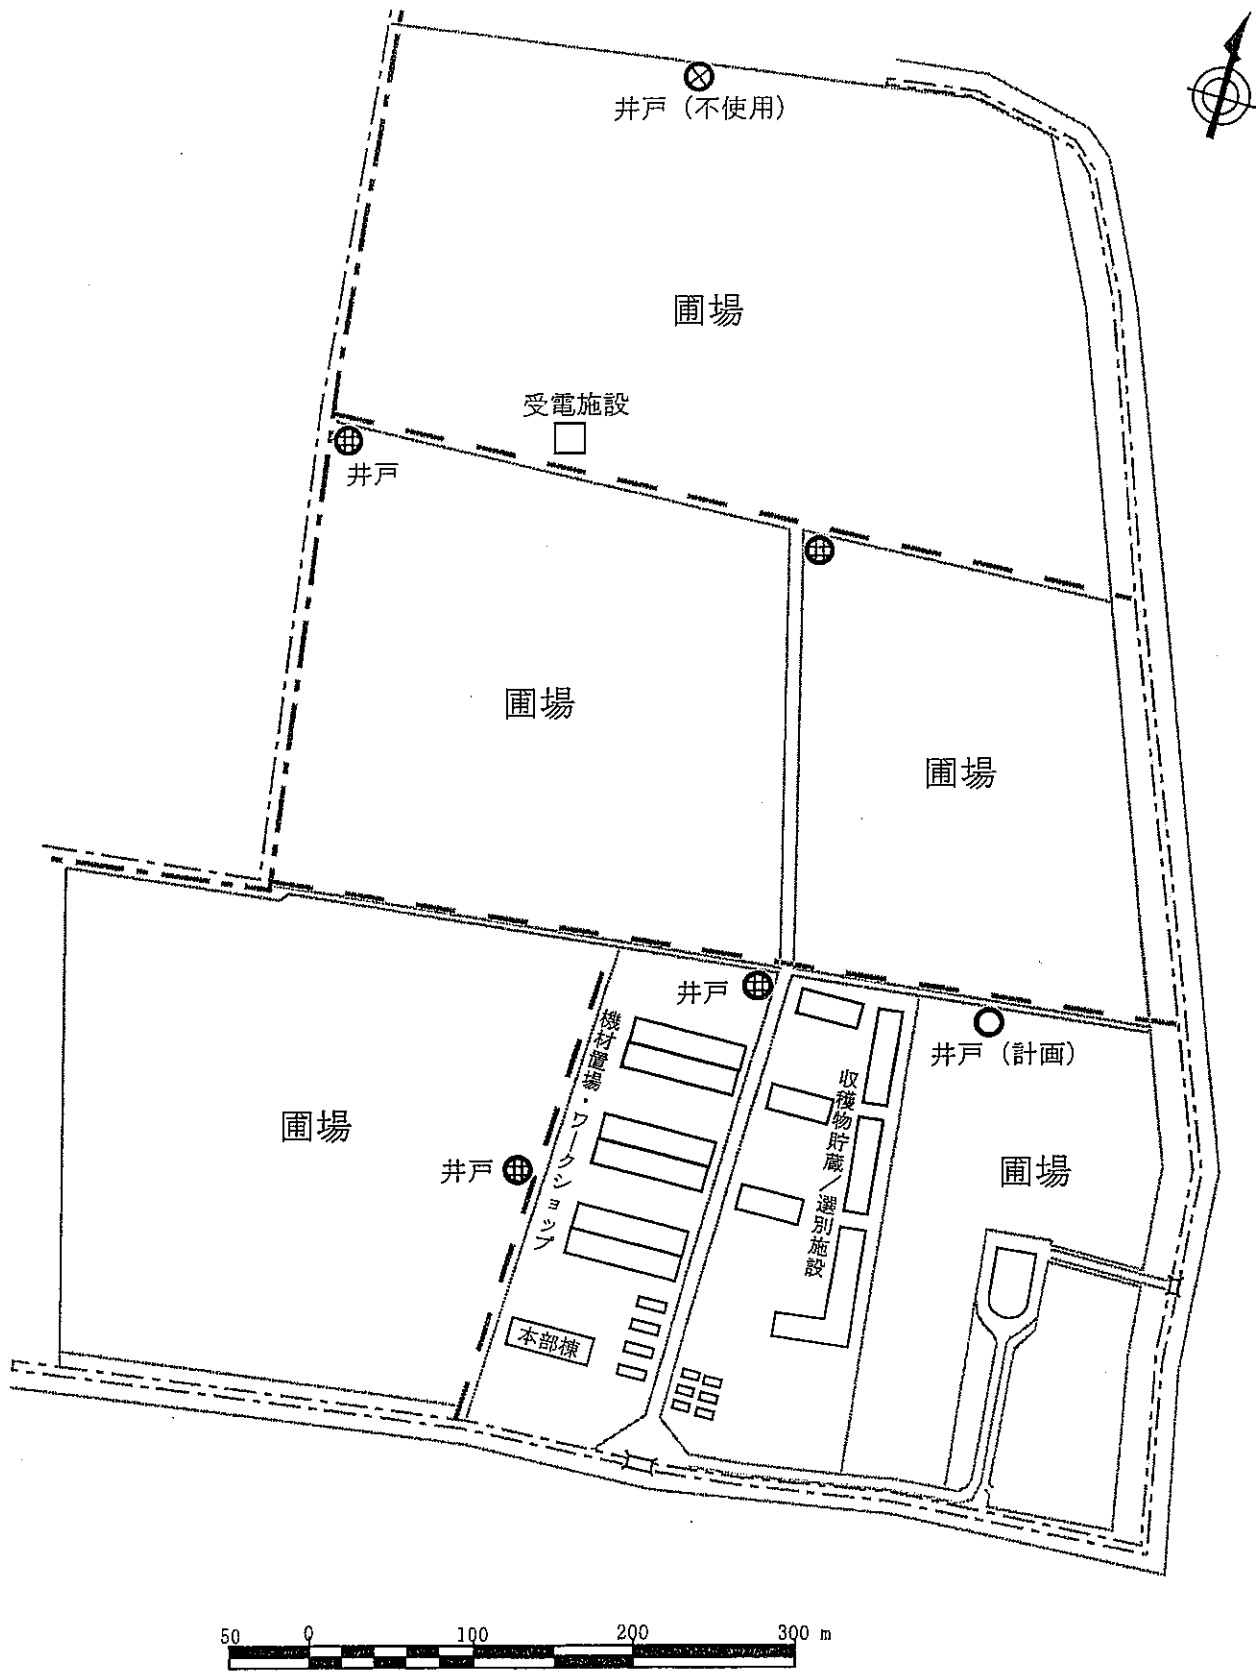 井戸（不使用）
圃場
受電施設
井戸
圃場
圃場
井戸
井戸（計画）
機材置場・ワークショップ
収穫物貯蔵／選別施設
圃場
井戸
圃場
本部棟
50 0 100 200 300 m